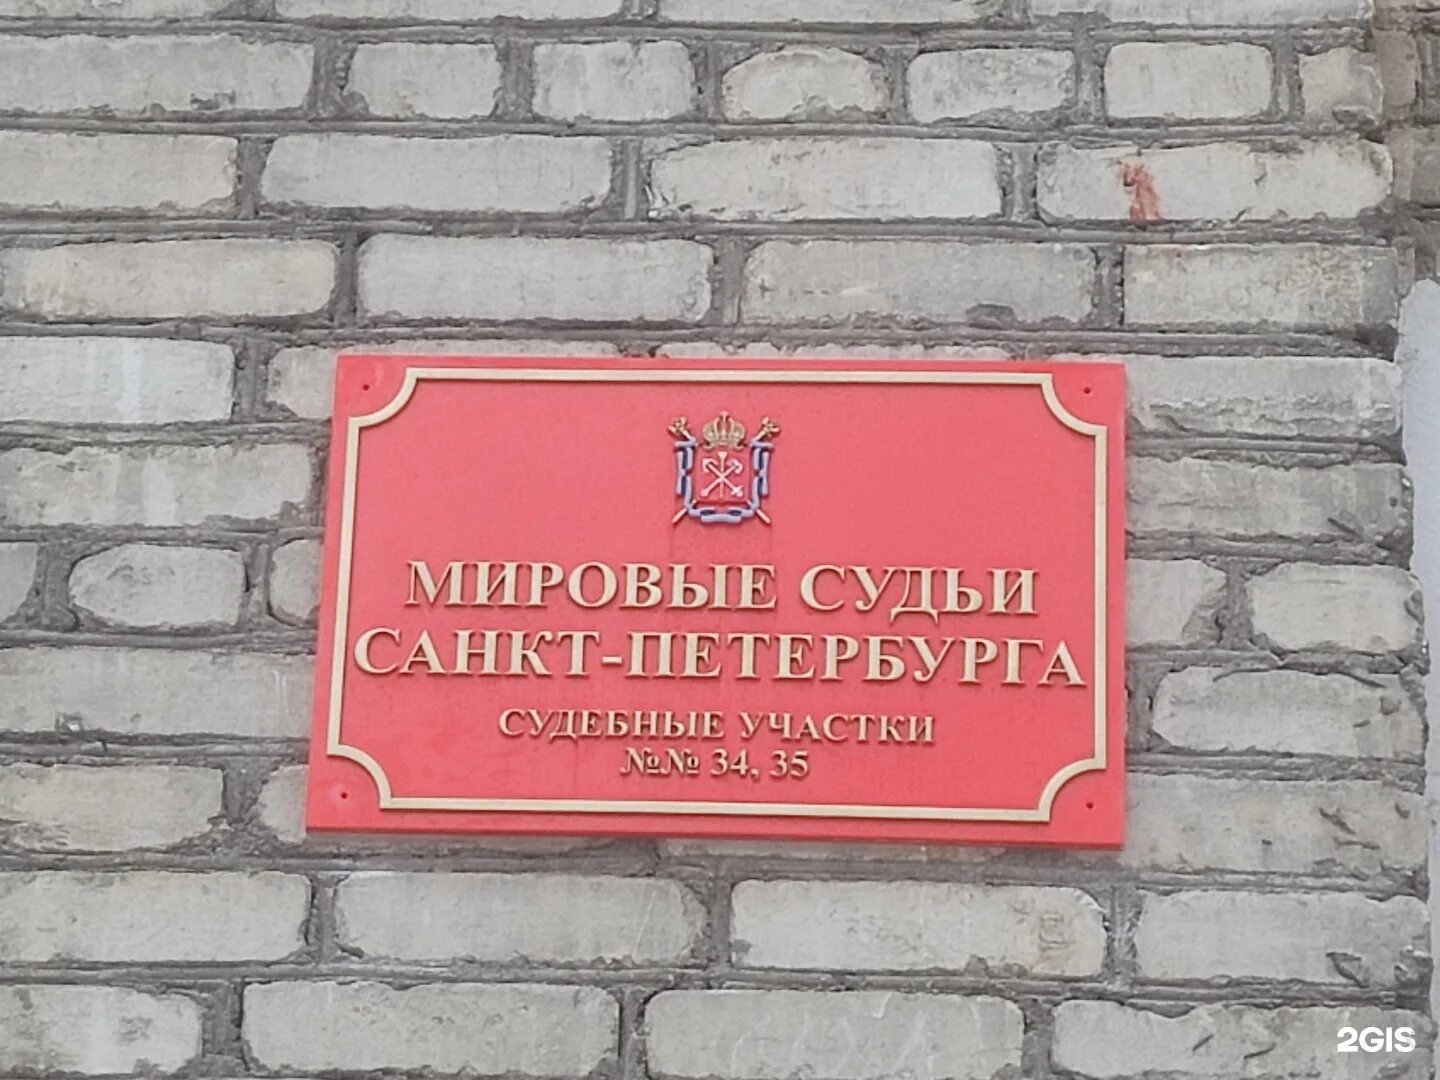 МИРОВЫЕ СУДЬИ
САНКТ-ПЕТЕРБУРГА
СУДЕБНЫЕ УЧАСТКИ
№№ 34, 35
2GIS